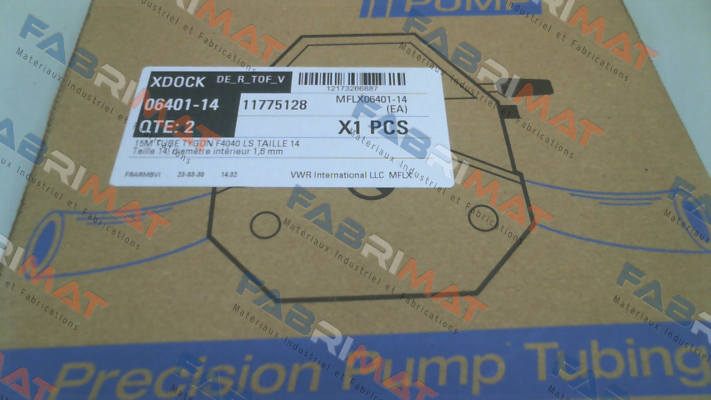 PUMP
XDOCK DE_R_TOF_V
12173266887
06401-14 11775128 MFLX06401-14
(EA)
QTE: 2 X1 PCS
15M TUBE TYGON F4040 LS TAILLE 14
Taille 14, diamètre intérieur 1,6 mm
FRARMBVI 23-03-30 14:32 VWR International LLC MFLX
Precision Pump Tubing
FABRIMAT
Materiaux Industriel et Fabrications